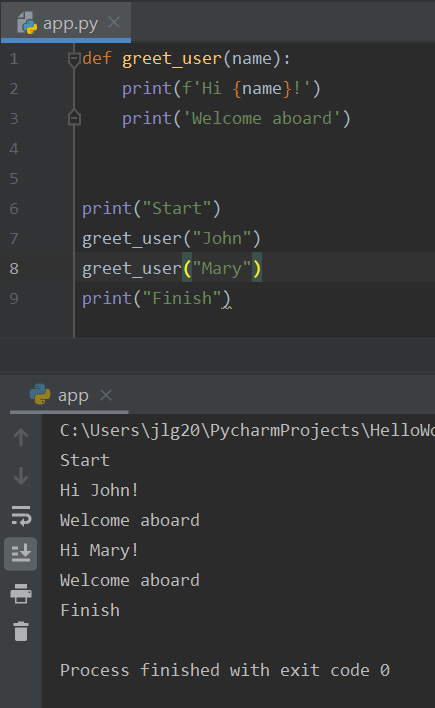 app.py
1 def greet_user(name):
2     print(f'Hi {name}!')
3     print('Welcome aboard')
4
5
6 print("Start")
7 greet_user("John")
8 greet_user("Mary")
9 print("Finish")
app
C:\Users\jlg20\PycharmProjects\HelloWo
Start
Hi John!
Welcome aboard
Hi Mary!
Welcome aboard
Finish
Process finished with exit code 0